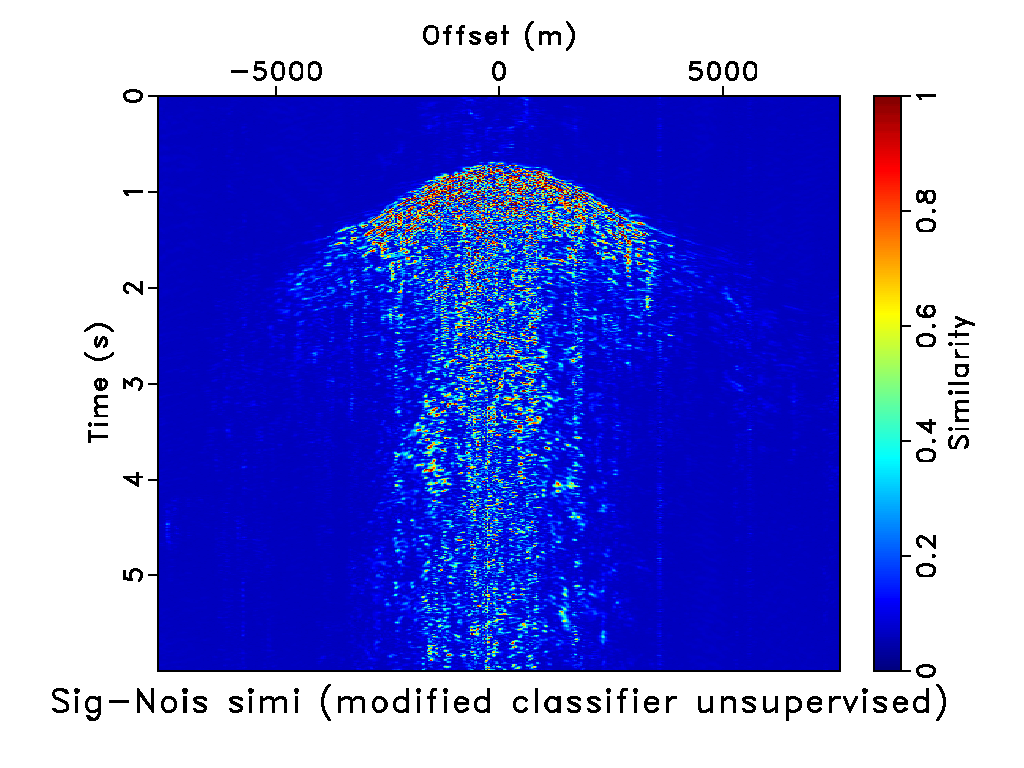 Offset (m)
−5000 0 5000
0
1
2
3
4
5
Time (s)
1
0.8
0.6
0.4
0.2
0
Similarity
Sig−Nois simi (modified classifier unsupervised)